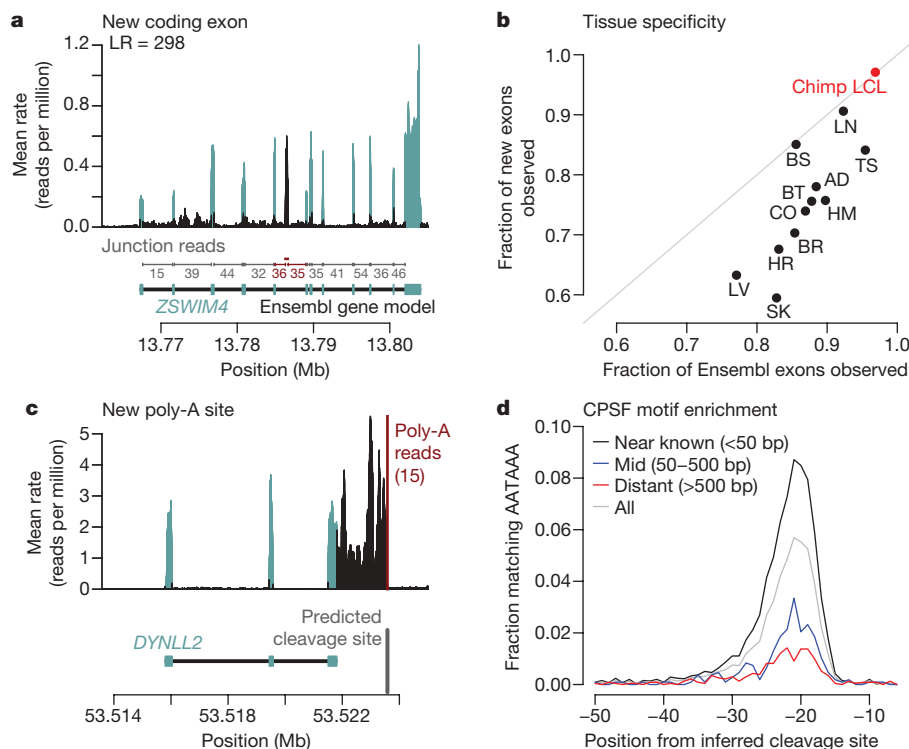 a New coding exon
LR = 298
Mean rate
(reads per million)
1.2
0.8
0.4
0.0
Junction reads
15 39 44 32 36 35 35 41 54 36 46
ZSWIM4 Ensembl gene model
13.77 13.78 13.79 13.80
Position (Mb)
b Tissue specificity
Fraction of new exons
observed
1.0
0.9
0.8
0.7
0.6
Chimp LCL
LN
BS
TS
BT AD
CO HM
BR
HR
LV
SK
0.6 0.7 0.8 0.9 1.0
Fraction of Ensembl exons observed
c New poly-A site
Mean rate
(reads per million)
5
4
3
2
1
0
Poly-A
reads
(15)
Predicted
cleavage site
DYNLL2
53.514 53.518 53.522
Position (Mb)
d CPSF motif enrichment
Fraction matching AATAAA
0.10
0.08
0.06
0.04
0.02
0.00
Near known (<50 bp)
Mid (50–500 bp)
Distant (>500 bp)
All
−50 −40 −30 −20 −10
Position from inferred cleavage site